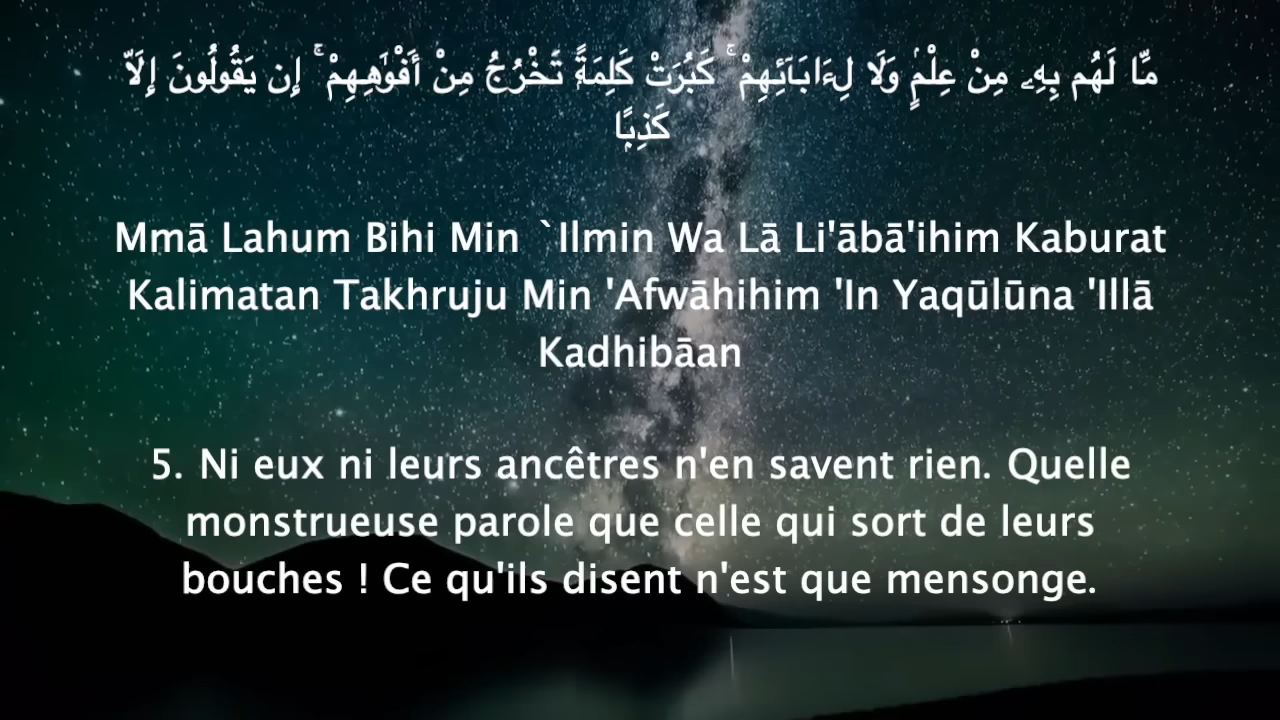 مَّا لَهُم بِهِۦ مِنْ عِلْمٍۢ وَلَا لِـَٔابَآئِهِمْ ۚ كَبُرَتْ كَلِمَةًۭ تَخْرُجُ مِنْ أَفْوَٰهِهِمْ ۚ إِن يَقُولُونَ إِلَّا
كَذِبًۭا
Mmā Lahum Bihi Min `Ilmin Wa Lā Li'ābā'ihim Kaburat
Kalimatan Takhruju Min 'Afwāhihim 'In Yaqūlūna 'Illā
Kadhibāan
5. Ni eux ni leurs ancêtres n'en savent rien. Quelle
monstrueuse parole que celle qui sort de leurs
bouches ! Ce qu'ils disent n'est que mensonge.